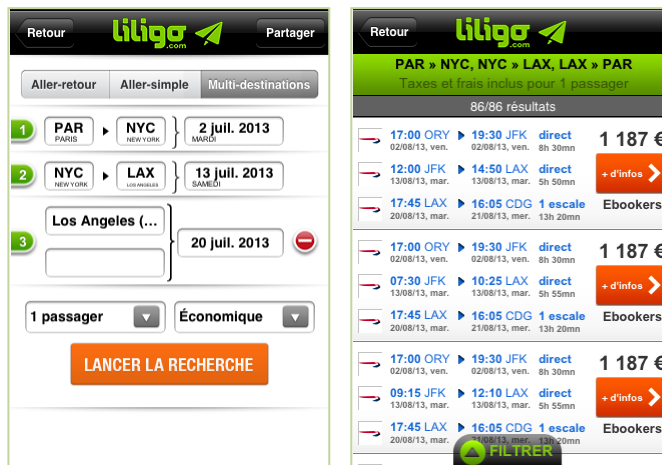 Retour
liligo
.com
Partager
Aller-retour
Aller-simple
Multi-destinations
1
PAR
PARIS
NYC
NEW YORK
2 juil. 2013
MARDI
2
NYC
NEW YORK
LAX
LOS ANGELES
13 juil. 2013
SAMEDI
3
Los Angeles (...
20 juil. 2013
1 passager
Économique
LANCER LA RECHERCHE
Retour
liligo
.com
PAR » NYC, NYC » LAX, LAX » PAR
Taxes et frais inclus pour 1 passager
86/86 résultats
17:00 ORY 19:30 JFK direct
02/08/13, ven. 02/08/13, ven. 8h 30mn
12:00 JFK 14:50 LAX direct
13/08/13, mar. 13/08/13, mar. 5h 50mn
17:45 LAX 16:05 CDG 1 escale
20/08/13, mar. 21/08/13, mer. 13h 20mn
1 187 €
+ d'infos
Ebookers
17:00 ORY 19:30 JFK direct
02/08/13, ven. 02/08/13, ven. 8h 30mn
07:30 JFK 10:25 LAX direct
13/08/13, mar. 13/08/13, mar. 5h 55mn
17:45 LAX 16:05 CDG 1 escale
20/08/13, mar. 21/08/13, mer. 13h 20mn
1 187 €
+ d'infos
Ebookers
17:00 ORY 19:30 JFK direct
02/08/13, ven. 02/08/13, ven. 8h 30mn
09:15 JFK 12:10 LAX direct
13/08/13, mar. 13/08/13, mar. 5h 55mn
17:45 LAX 16:05 CDG 1 escale
20/08/13, mar. 21/08/13, mer. 13h 20mn
1 187 €
+ d'infos
Ebookers
FILTRER